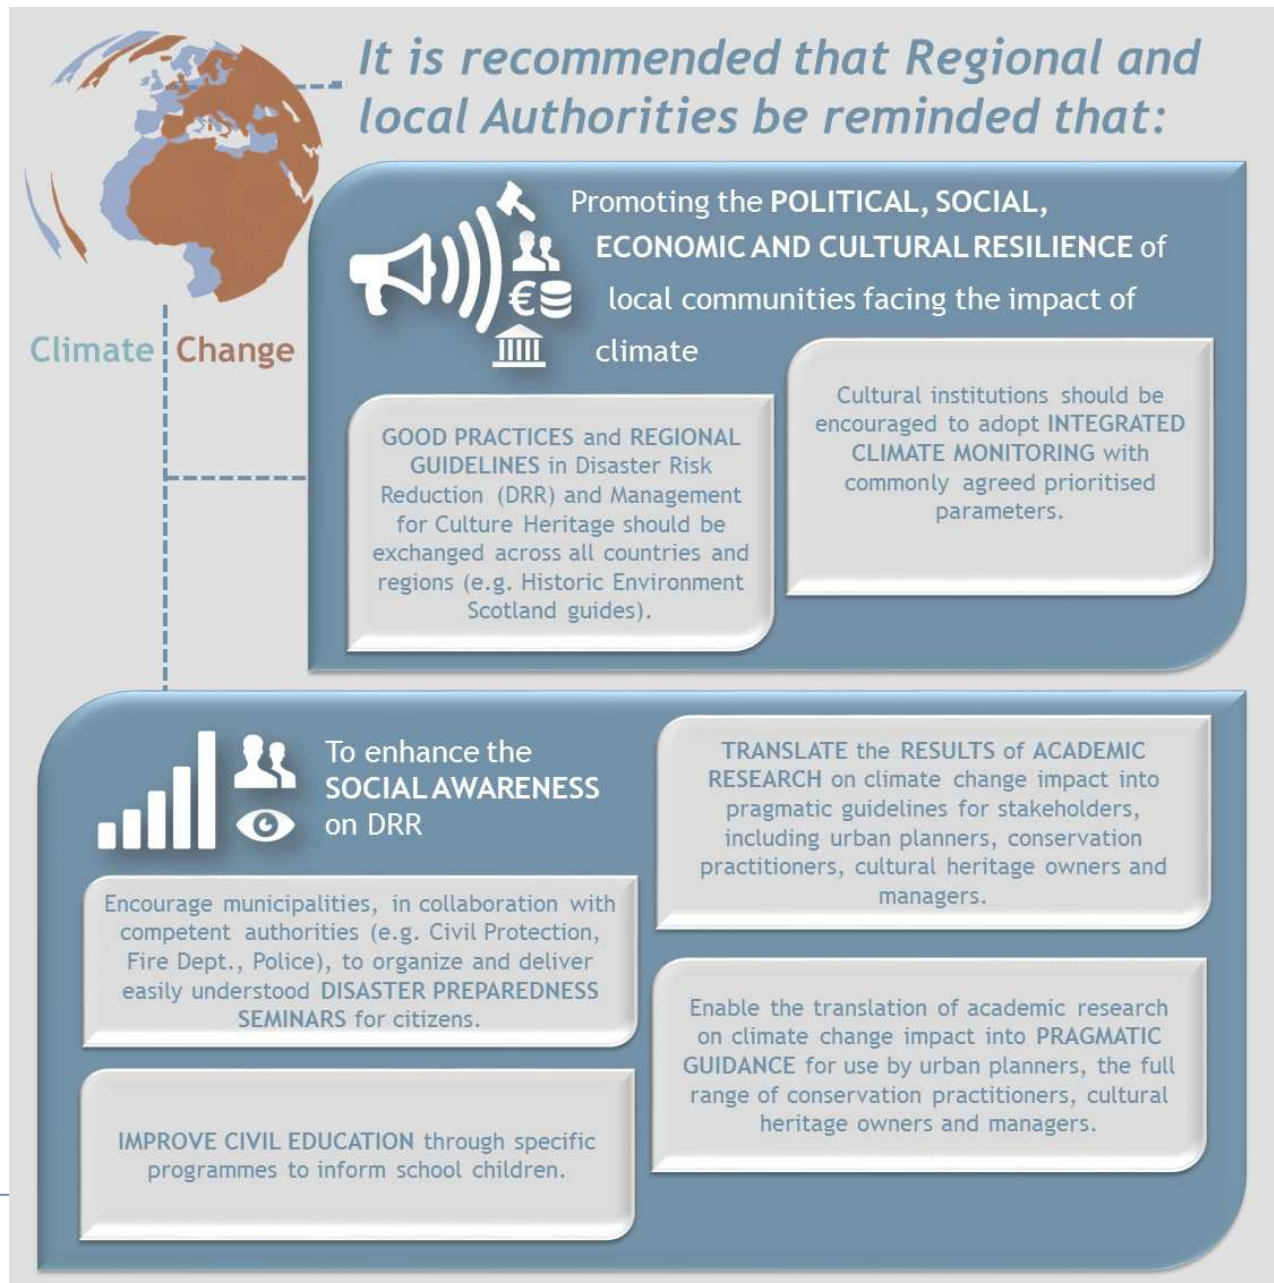 It is recommended that Regional and
local Authorities be reminded that:
Climate Change
Promoting the POLITICAL, SOCIAL,
ECONOMIC AND CULTURAL RESILIENCE of
local communities facing the impact of
climate
GOOD PRACTICES and REGIONAL
GUIDELINES in Disaster Risk
Reduction (DRR) and Management
for Culture Heritage should be
exchanged across all countries and
regions (e.g. Historic Environment
Scotland guides).
Cultural institutions should be
encouraged to adopt INTEGRATED
CLIMATE MONITORING with
commonly agreed prioritised
parameters.
To enhance the
SOCIAL AWARENESS
on DRR
Encourage municipalities, in collaboration with
competent authorities (e.g. Civil Protection,
Fire Dept., Police), to organize and deliver
easily understood DISASTER PREPAREDNESS
SEMINARS for citizens.
IMPROVE CIVIL EDUCATION through specific
programmes to inform school children.
TRANSLATE the RESULTS of ACADEMIC
RESEARCH on climate change impact into
pragmatic guidelines for stakeholders,
including urban planners, conservation
practitioners, cultural heritage owners and
managers.
Enable the translation of academic research
on climate change impact into PRAGMATIC
GUIDANCE for use by urban planners, the full
range of conservation practitioners, cultural
heritage owners and managers.